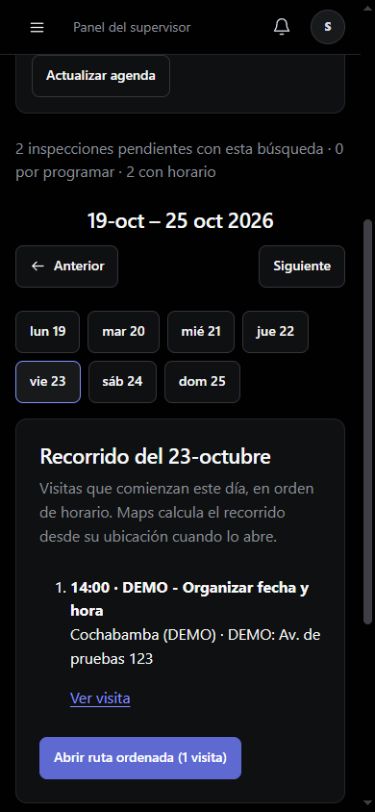 Panel del supervisor
S
Actualizar agenda
2 inspecciones pendientes con esta búsqueda · 0
por programar · 2 con horario
19-oct – 25 oct 2026
← Anterior
Siguiente
lun 19
mar 20
mié 21
jue 22
vie 23
sáb 24
dom 25
Recorrido del 23-octubre
Visitas que comienzan este día, en orden
de horario. Maps calcula el recorrido
desde su ubicación cuando lo abre.
1. 14:00 · DEMO - Organizar fecha y
hora
Cochabamba (DEMO) · DEMO: Av. de
pruebas 123
Ver visita
Abrir ruta ordenada (1 visita)